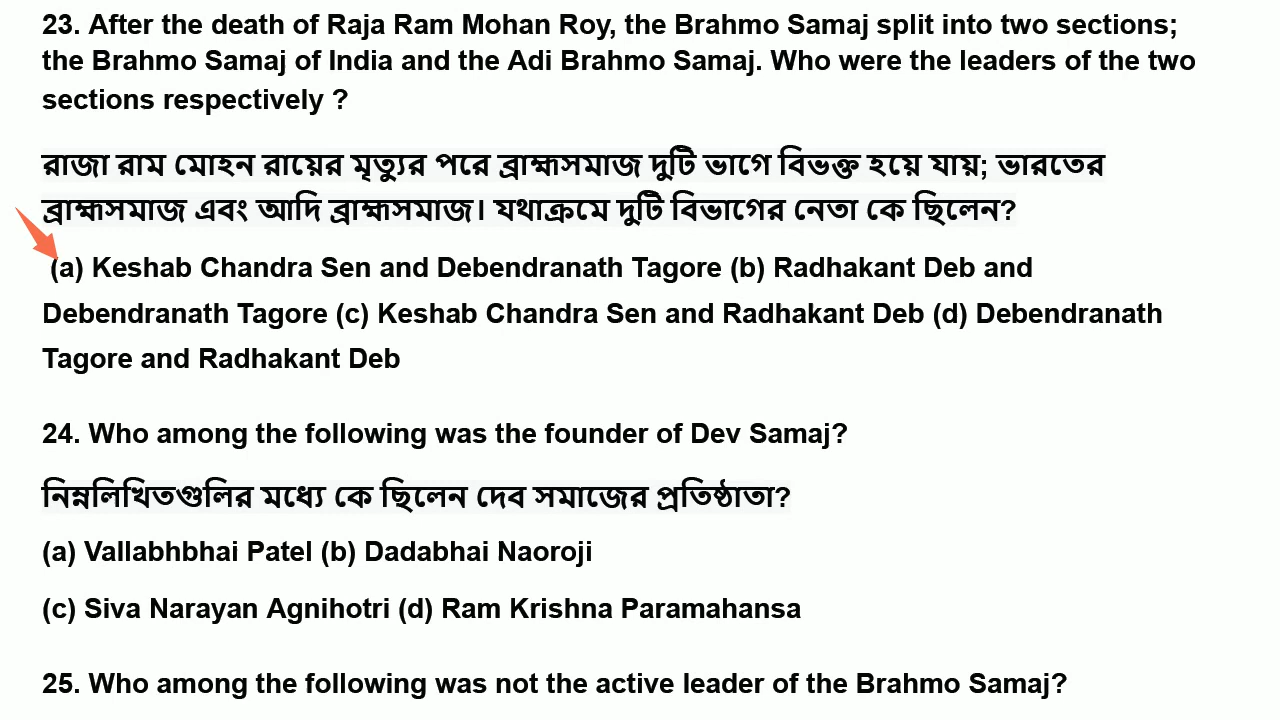 23. After the death of Raja Ram Mohan Roy, the Brahmo Samaj split into two sections;
the Brahmo Samaj of India and the Adi Brahmo Samaj. Who were the leaders of the two
sections respectively ?
রাজা রাম মোহন রায়ের মৃত্যুর পরে ব্রাহ্মসমাজ দুটি ভাগে বিভক্ত হয়ে যায়; ভারতের
ব্রাহ্মসমাজ এবং আদি ব্রাহ্মসমাজ। যথাক্রমে দুটি বিভাগের নেতা কে ছিলেন?
(a) Keshab Chandra Sen and Debendranath Tagore (b) Radhakant Deb and
Debendranath Tagore (c) Keshab Chandra Sen and Radhakant Deb (d) Debendranath
Tagore and Radhakant Deb
24. Who among the following was the founder of Dev Samaj?
নিম্নলিখিতগুলির মধ্যে কে ছিলেন দেব সমাজের প্রতিষ্ঠাতা?
(a) Vallabhbhai Patel (b) Dadabhai Naoroji
(c) Siva Narayan Agnihotri (d) Ram Krishna Paramahansa
25. Who among the following was not the active leader of the Brahmo Samaj?